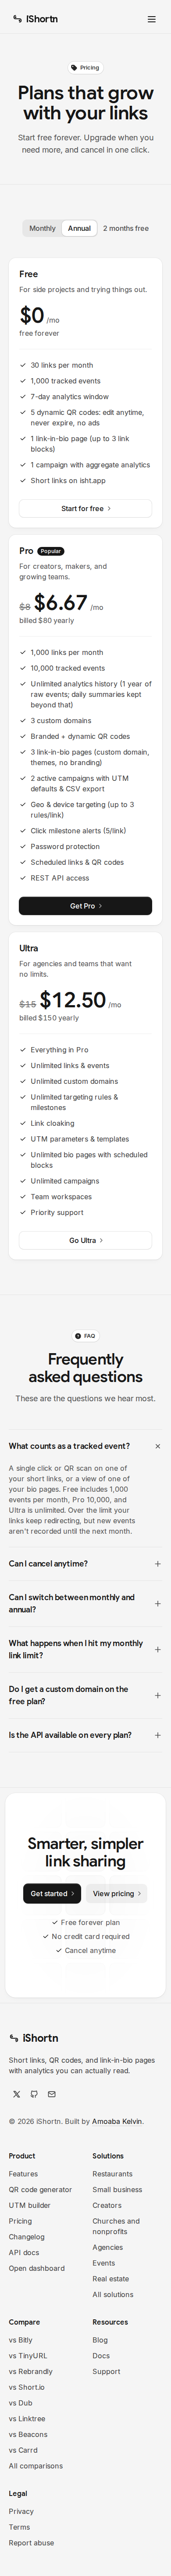 iShortn
Pricing
Plans that grow
with your links
Start free forever. Upgrade when you
need more, and cancel in one click.
Monthly Annual 2 months free
Free
For side projects and trying things out.
$0 /mo
free forever
30 links per month
1,000 tracked events
7-day analytics window
5 dynamic QR codes: edit anytime,
never expire, no ads
1 link-in-bio page (up to 3 link
blocks)
1 campaign with aggregate analytics
Short links on isht.app
Start for free
Pro Popular
For creators, makers, and
growing teams.
$8 $6.67 /mo
billed $80 yearly
1,000 links per month
10,000 tracked events
Unlimited analytics history (1 year of
raw events; daily summaries kept
beyond that)
3 custom domains
Branded + dynamic QR codes
3 link-in-bio pages (custom domain,
themes, no branding)
2 active campaigns with UTM
defaults & CSV export
Geo & device targeting (up to 3
rules/link)
Click milestone alerts (5/link)
Password protection
Scheduled links & QR codes
REST API access
Get Pro
Ultra
For agencies and teams that want
no limits.
$15 $12.50 /mo
billed $150 yearly
Everything in Pro
Unlimited links & events
Unlimited custom domains
Unlimited targeting rules &
milestones
Link cloaking
UTM parameters & templates
Unlimited bio pages with scheduled
blocks
Unlimited campaigns
Team workspaces
Priority support
Go Ultra
FAQ
Frequently
asked questions
These are the questions we hear most.
What counts as a tracked event?
A single click or QR scan on one of
your short links, or a view of one of
your bio pages. Free includes 1,000
events per month, Pro 10,000, and
Ultra is unlimited. Over the limit your
links keep redirecting, but new events
aren't recorded until the next month.
Can I cancel anytime?
Can I switch between monthly and
annual?
What happens when I hit my monthly
link limit?
Do I get a custom domain on the
free plan?
Is the API available on every plan?
Smarter, simpler
link sharing
Get started View pricing
Free forever plan
No credit card required
Cancel anytime
iShortn
Short links, QR codes, and link-in-bio pages
with analytics you can actually read.
© 2026 iShortn. Built by Amoaba Kelvin.
Product
Features
QR code generator
UTM builder
Pricing
Changelog
API docs
Open dashboard
Solutions
Restaurants
Small business
Creators
Churches and
nonprofits
Agencies
Events
Real estate
All solutions
Compare
vs Bitly
vs TinyURL
vs Rebrandly
vs Short.io
vs Dub
vs Linktree
vs Beacons
vs Carrd
All comparisons
Resources
Blog
Docs
Support
Legal
Privacy
Terms
Report abuse